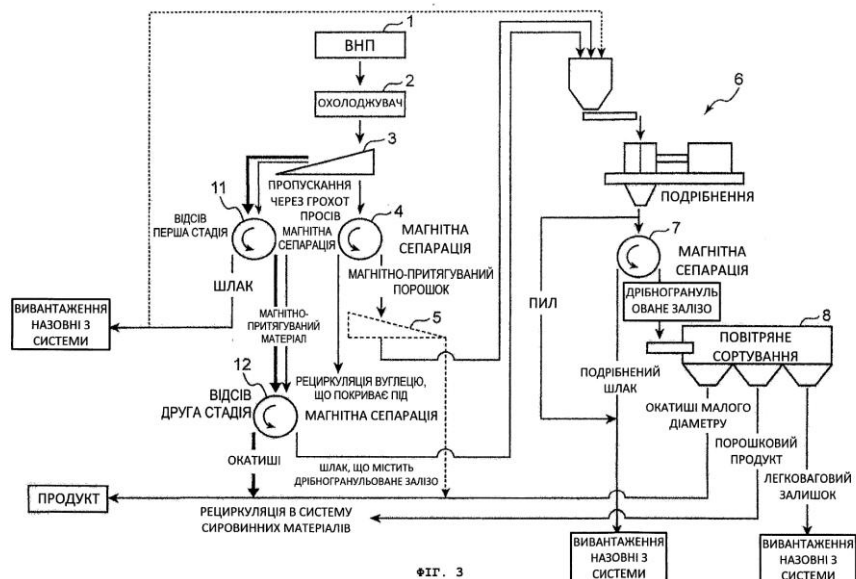 1
ВНП
2
ОХОЛОДЖУВАЧ
3
ПРОПУСКАННЯ
ЧЕРЕЗ ГРОХОТ
ПРОСІВ
11
ВІДСІВ
ПЕРША СТАДІЯ
МАГНІТНА
СЕПАРАЦІЯ
4
МАГНІТНА
СЕПАРАЦІЯ
ШЛАК
МАГНІТНО-ПРИТЯГУВАНИЙ
ПОРОШОК
ВИВАНТАЖЕННЯ
НАЗОВНІ З
СИСТЕМИ
МАГНІТНО-
ПРИТЯГУВАНИЙ
МАТЕРІАЛ
5
12
ВІДСІВ
ДРУГА СТАДІЯ
РЕЦИРКУЛЯЦІЯ ВУГЛЕЦЮ,
ЩО ПОКРИВАЄ ПІД
МАГНІТНА СЕПАРАЦІЯ
ОКАТИШІ
ШЛАК, ЩО МІСТИТЬ
ДРІБНОГРАНУЛЬОВАНЕ ЗАЛІЗО
ПРОДУКТ
РЕЦИРКУЛЯЦІЯ В СИСТЕМУ
СИРОВИННИХ МАТЕРІАЛІВ
6
ПОДРІБНЕННЯ
7
МАГНІТНА
СЕПАРАЦІЯ
ПИЛ
ДРІБНОГРАНУЛЬ
ОВАНЕ ЗАЛІЗО
8
ПОВІТРЯНЕ
СОРТУВАННЯ
ПОДРІБНЕНИЙ
ШЛАК
ОКАТИШІ МАЛОГО
ДІАМЕТРУ
ПОРОШКОВИЙ
ПРОДУКТ
ЛЕГКОВАГОВИЙ
ЗАЛИШОК
ВИВАНТАЖЕННЯ
НАЗОВНІ З
СИСТЕМИ
ВИВАНТАЖЕННЯ
НАЗОВНІ З
СИСТЕМИ
ФІГ. 3